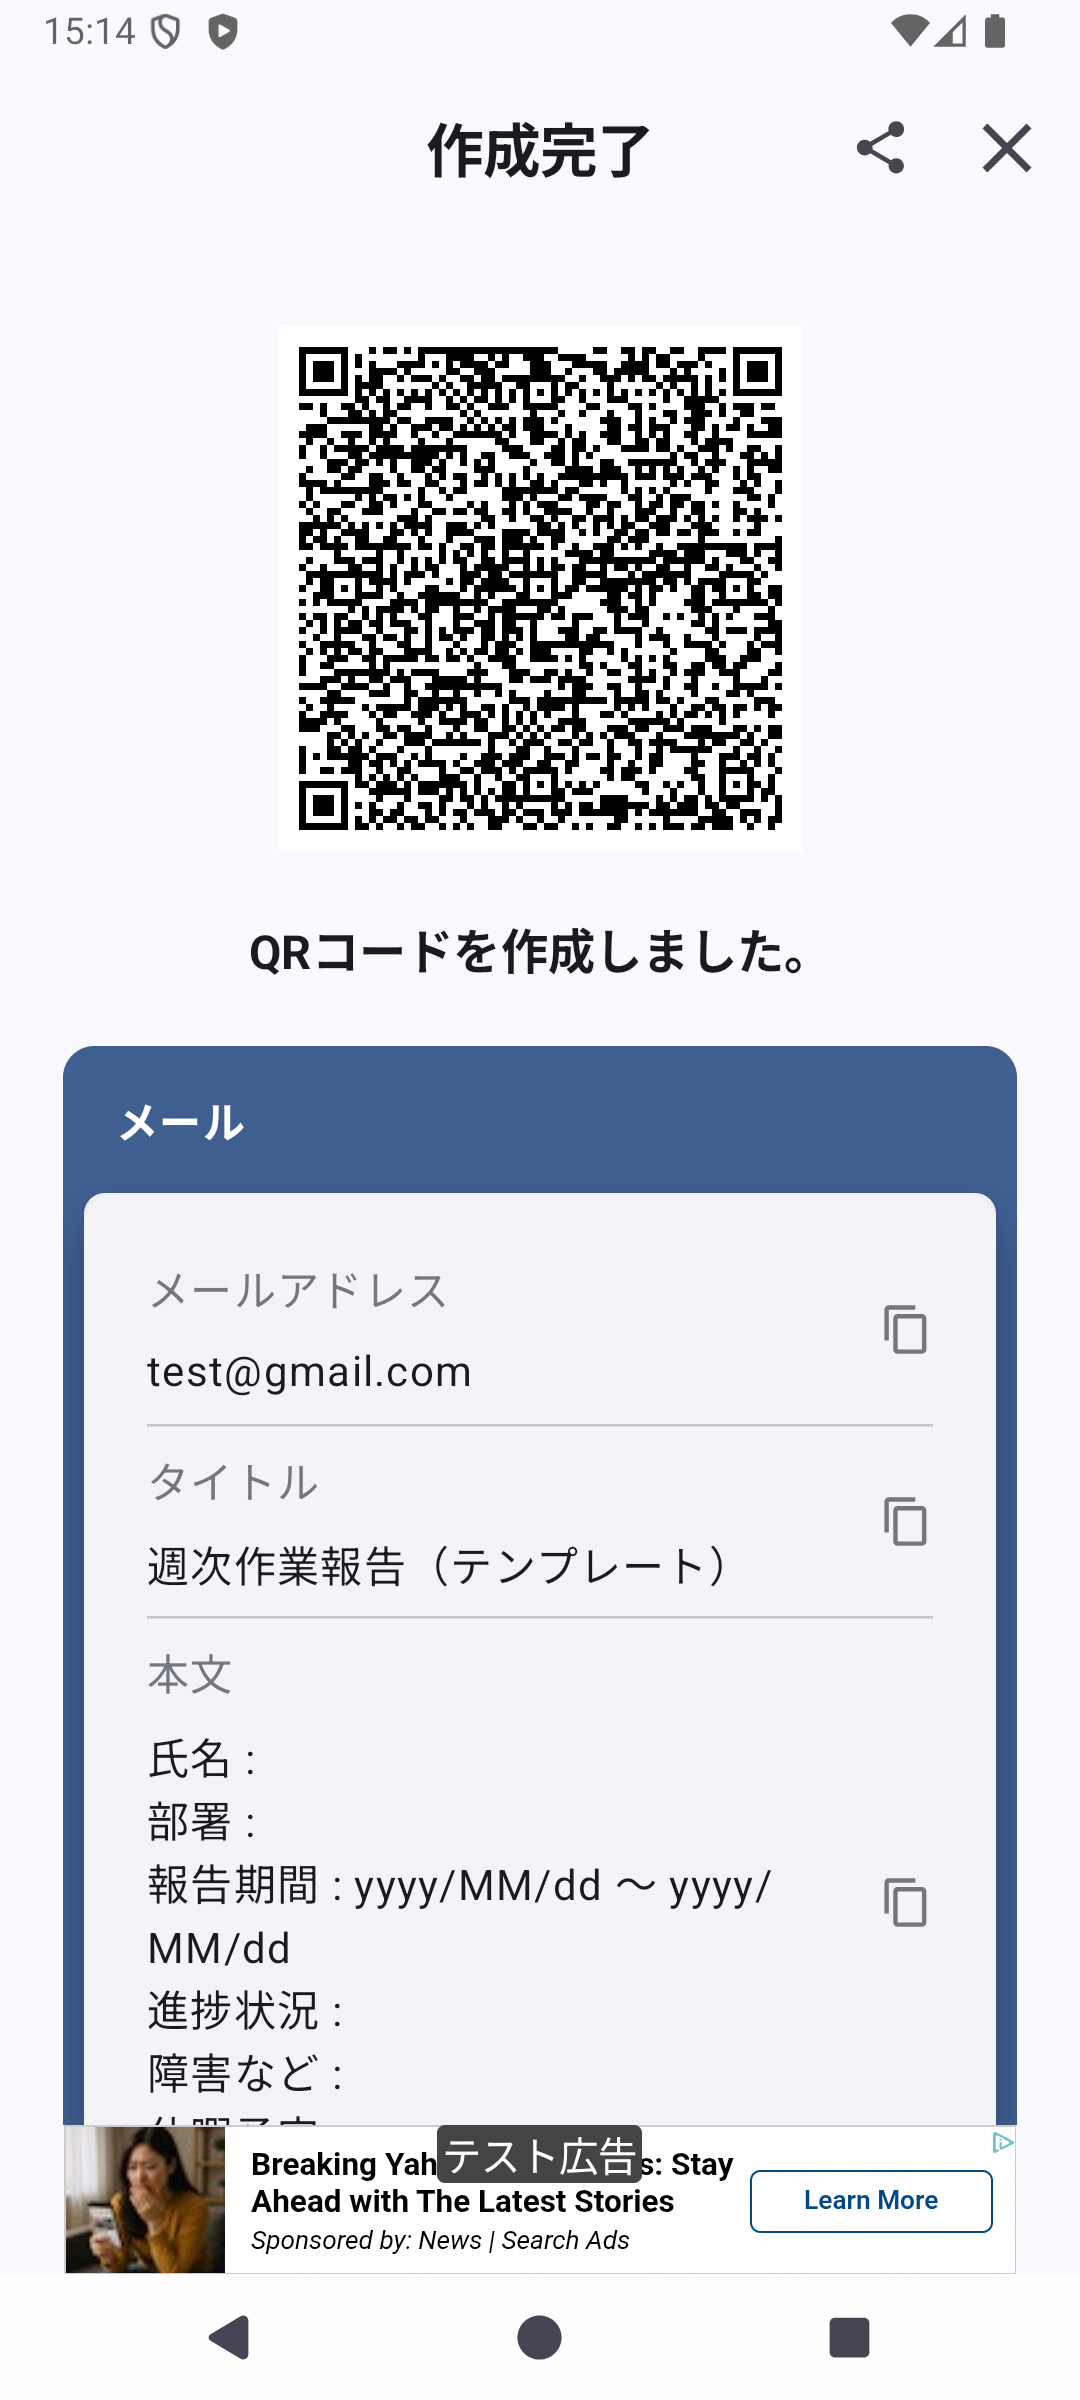 15:14
作成完了
QRコードを作成しました。
メール
メールアドレス
test@gmail.com
タイトル
週次作業報告（テンプレート）
本文
氏名 :
部署 :
報告期間 : yyyy/MM/dd 〜 yyyy/
MM/dd
進捗状況 :
障害など :
テスト広告
Breaking Yah s: Stay
Ahead with The Latest Stories
Sponsored by: News | Search Ads
Learn More